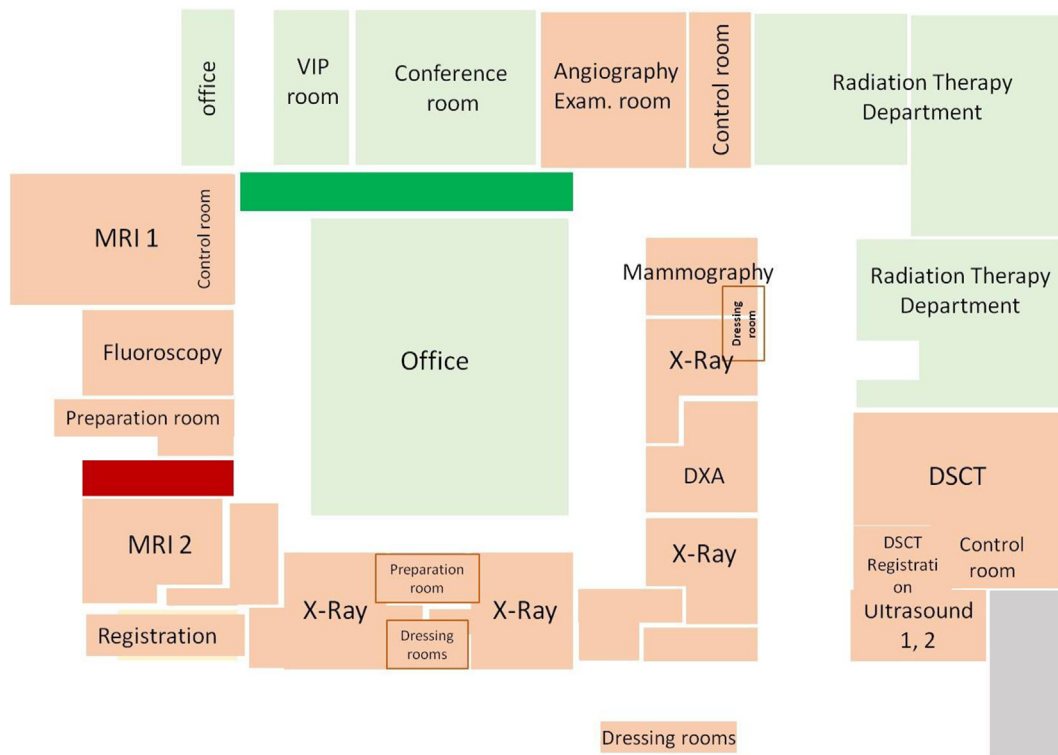 office
VIP
room
Conference
room
Angiography
Exam. room
Control room
Radiation Therapy
Department
MRI 1
Control room
Mammography
Dressing
room
Radiation Therapy
Department
Fluoroscopy
Office
X-Ray
Preparation room
DXA
DSCT
MRI 2
X-Ray
Preparation
room
X-Ray
X-Ray
DSCT
Registrati
on
Control
room
Registration
Dressing
rooms
Ultrasound
1, 2
Dressing rooms